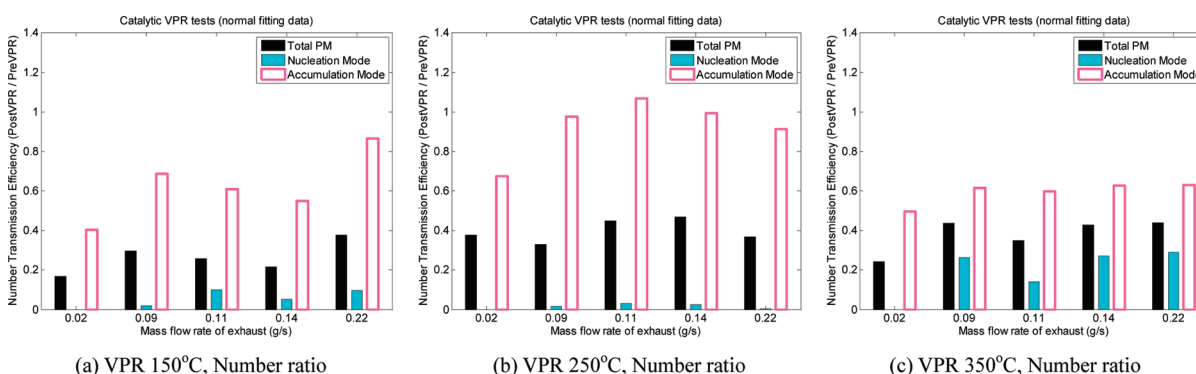 Catalytic VPR tests (normal fitting data)
Number Transmission Efficiency (PostVPR / PreVPR)
1.4
1.2
1
0.8
0.6
0.4
0.2
0
Total PM
Nucleation Mode
Accumulation Mode
0.02 0.09 0.11 0.14 0.22
Mass flow rate of exhaust (g/s)
(a) VPR 150°C, Number ratio
Catalytic VPR tests (normal fitting data)
Number Transmission Efficiency (PostVPR / PreVPR)
1.4
1.2
1
0.8
0.6
0.4
0.2
0
Total PM
Nucleation Mode
Accumulation Mode
0.02 0.09 0.11 0.14 0.22
Mass flow rate of exhaust (g/s)
(b) VPR 250°C, Number ratio
Catalytic VPR tests (normal fitting data)
Number Transmission Efficiency (PostVPR / PreVPR)
1.4
1.2
1
0.8
0.6
0.4
0.2
0
Total PM
Nucleation Mode
Accumulation Mode
0.02 0.09 0.11 0.14 0.22
Mass flow rate of exhaust (g/s)
(c) VPR 350°C, Number ratio